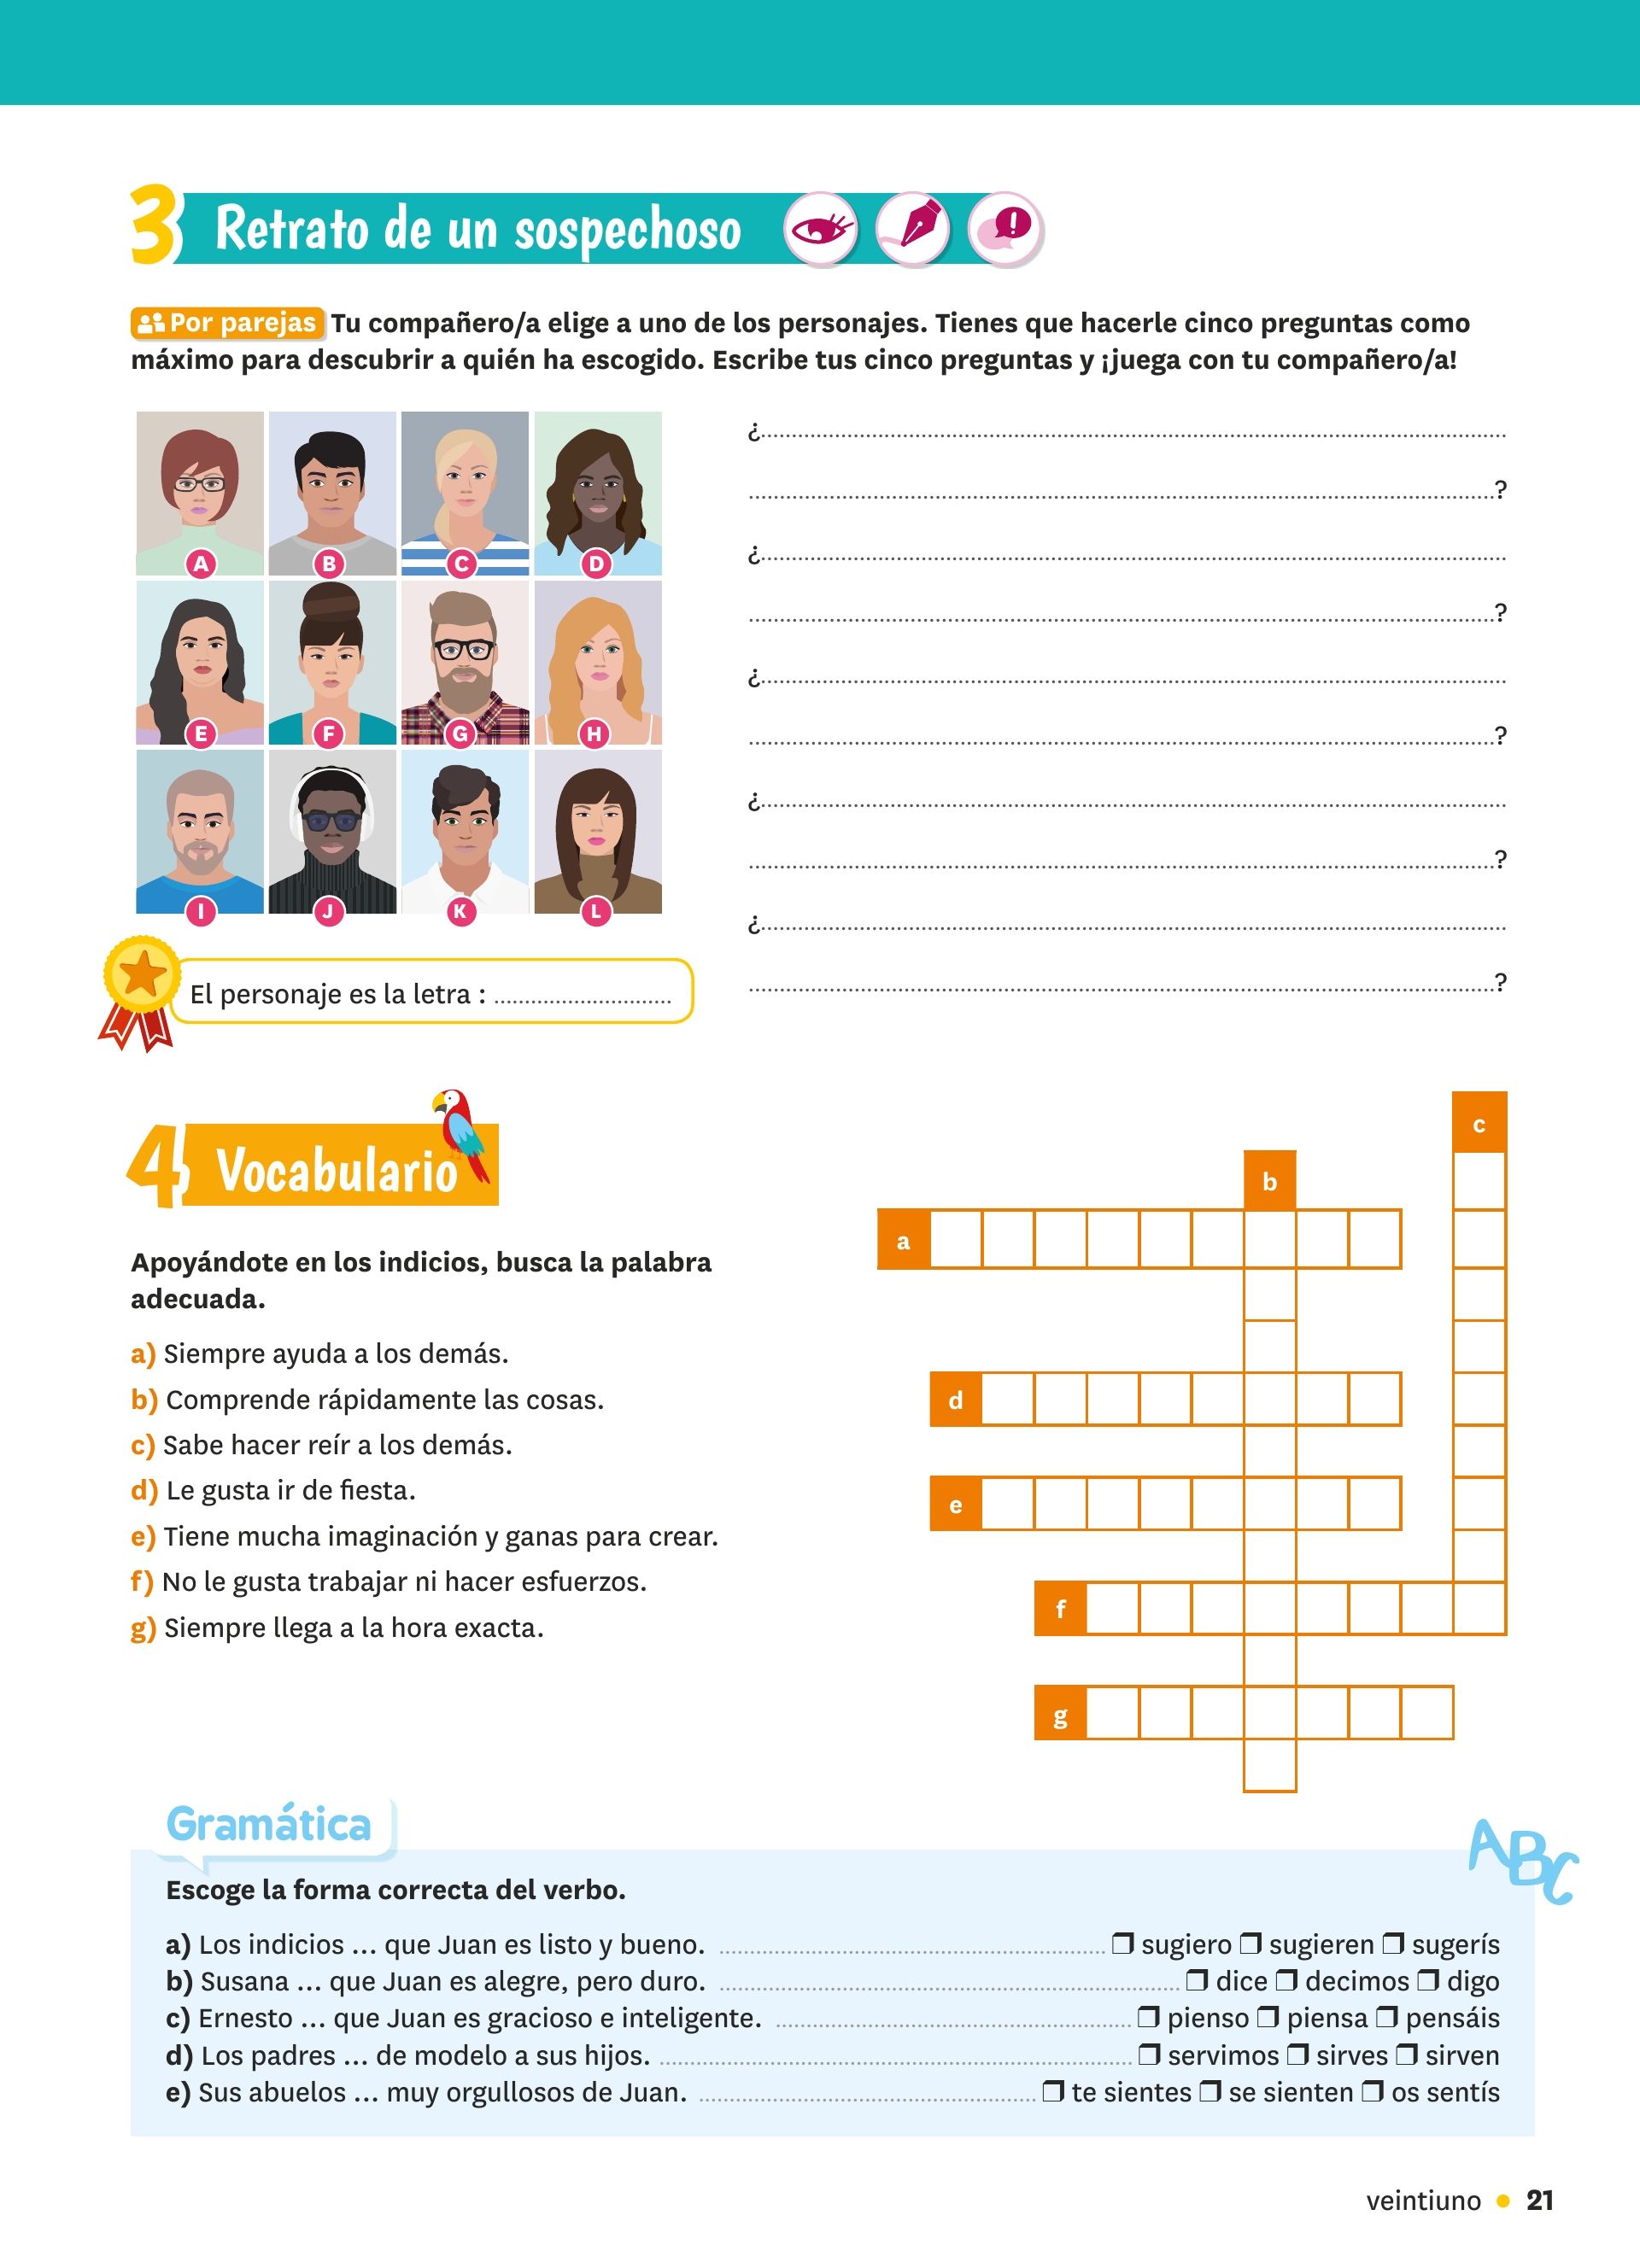 3 Retrato de un sospechoso
Por parejas Tu compañero/a elige a uno de los personajes. Tienes que hacerle cinco preguntas como
máximo para descubrir a quién ha escogido. Escribe tus cinco preguntas y ¡juega con tu compañero/a!
A B C D
E F G H
I J K L
¿..........
..........?
¿..........
..........?
¿..........
..........?
¿..........
..........?
¿..........
..........?
El personaje es la letra : ..........
4 Vocabulario
Apoyándote en los indicios, busca la palabra
adecuada.
a) Siempre ayuda a los demás.
b) Comprende rápidamente las cosas.
c) Sabe hacer reír a los demás.
d) Le gusta ir de fiesta.
e) Tiene mucha imaginación y ganas para crear.
f) No le gusta trabajar ni hacer esfuerzos.
g) Siempre llega a la hora exacta.
c
b
a
d
e
f
g
Gramática
ABC
Escoge la forma correcta del verbo.
a) Los indicios ... que Juan es listo y bueno. .......... ❒ sugiero ❒ sugieren ❒ sugerís
b) Susana ... que Juan es alegre, pero duro. .......... ❒ dice ❒ decimos ❒ digo
c) Ernesto ... que Juan es gracioso e inteligente. .......... ❒ pienso ❒ piensa ❒ pensáis
d) Los padres ... de modelo a sus hijos. .......... ❒ servimos ❒ sirves ❒ sirven
e) Sus abuelos ... muy orgullosos de Juan. .......... ❒ te sientes ❒ se sienten ❒ os sentís
veintiuno • 21